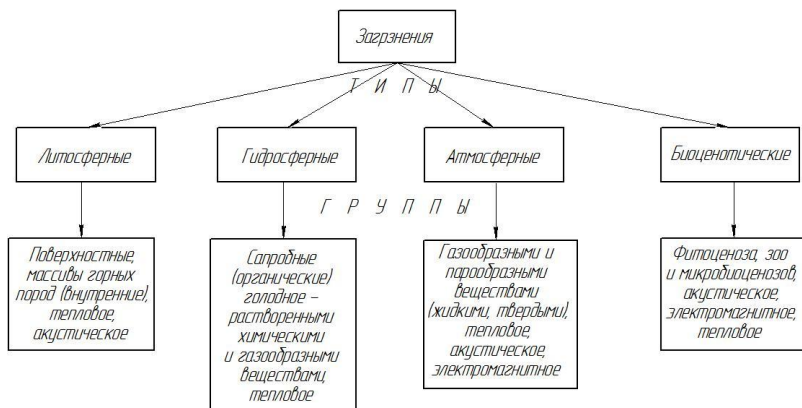 Загрзнения
Т И П Ы
Литосферные
Гидросферные
Атмосферные
Биоценотические
Г Р У П П Ы
Поверхностные,
массивы горных
пород (внутренние),
тепловое,
акустическое
Сапробные
(органические)
голодное –
растворенными
химическими
и газообразными
веществами,
тепловое
Газообразными и
парообразными
веществами
(жидкими, твердыми),
тепловое,
акустическое,
электромагнитное
Фитоценоза, зоо
и микробиоценозов,
акустическое,
электромагнитное,
тепловое